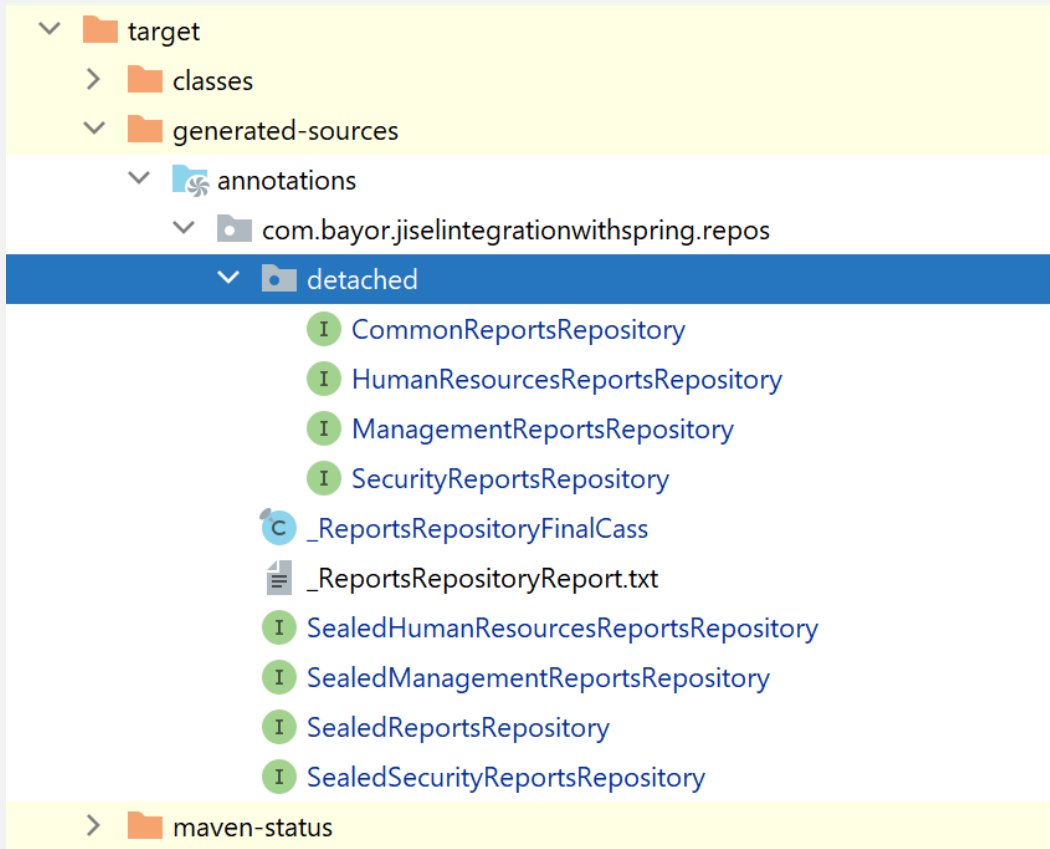 target
classes
generated-sources
annotations
com.bayor.jiselintegrationwithspring.repos
detached
I CommonReportsRepository
I HumanResourcesReportsRepository
I ManagementReportsRepository
I SecurityReportsRepository
C _ReportsRepositoryFinalCass
_ReportsRepositoryReport.txt
I SealedHumanResourcesReportsRepository
I SealedManagementReportsRepository
I SealedReportsRepository
I SealedSecurityReportsRepository
maven-status